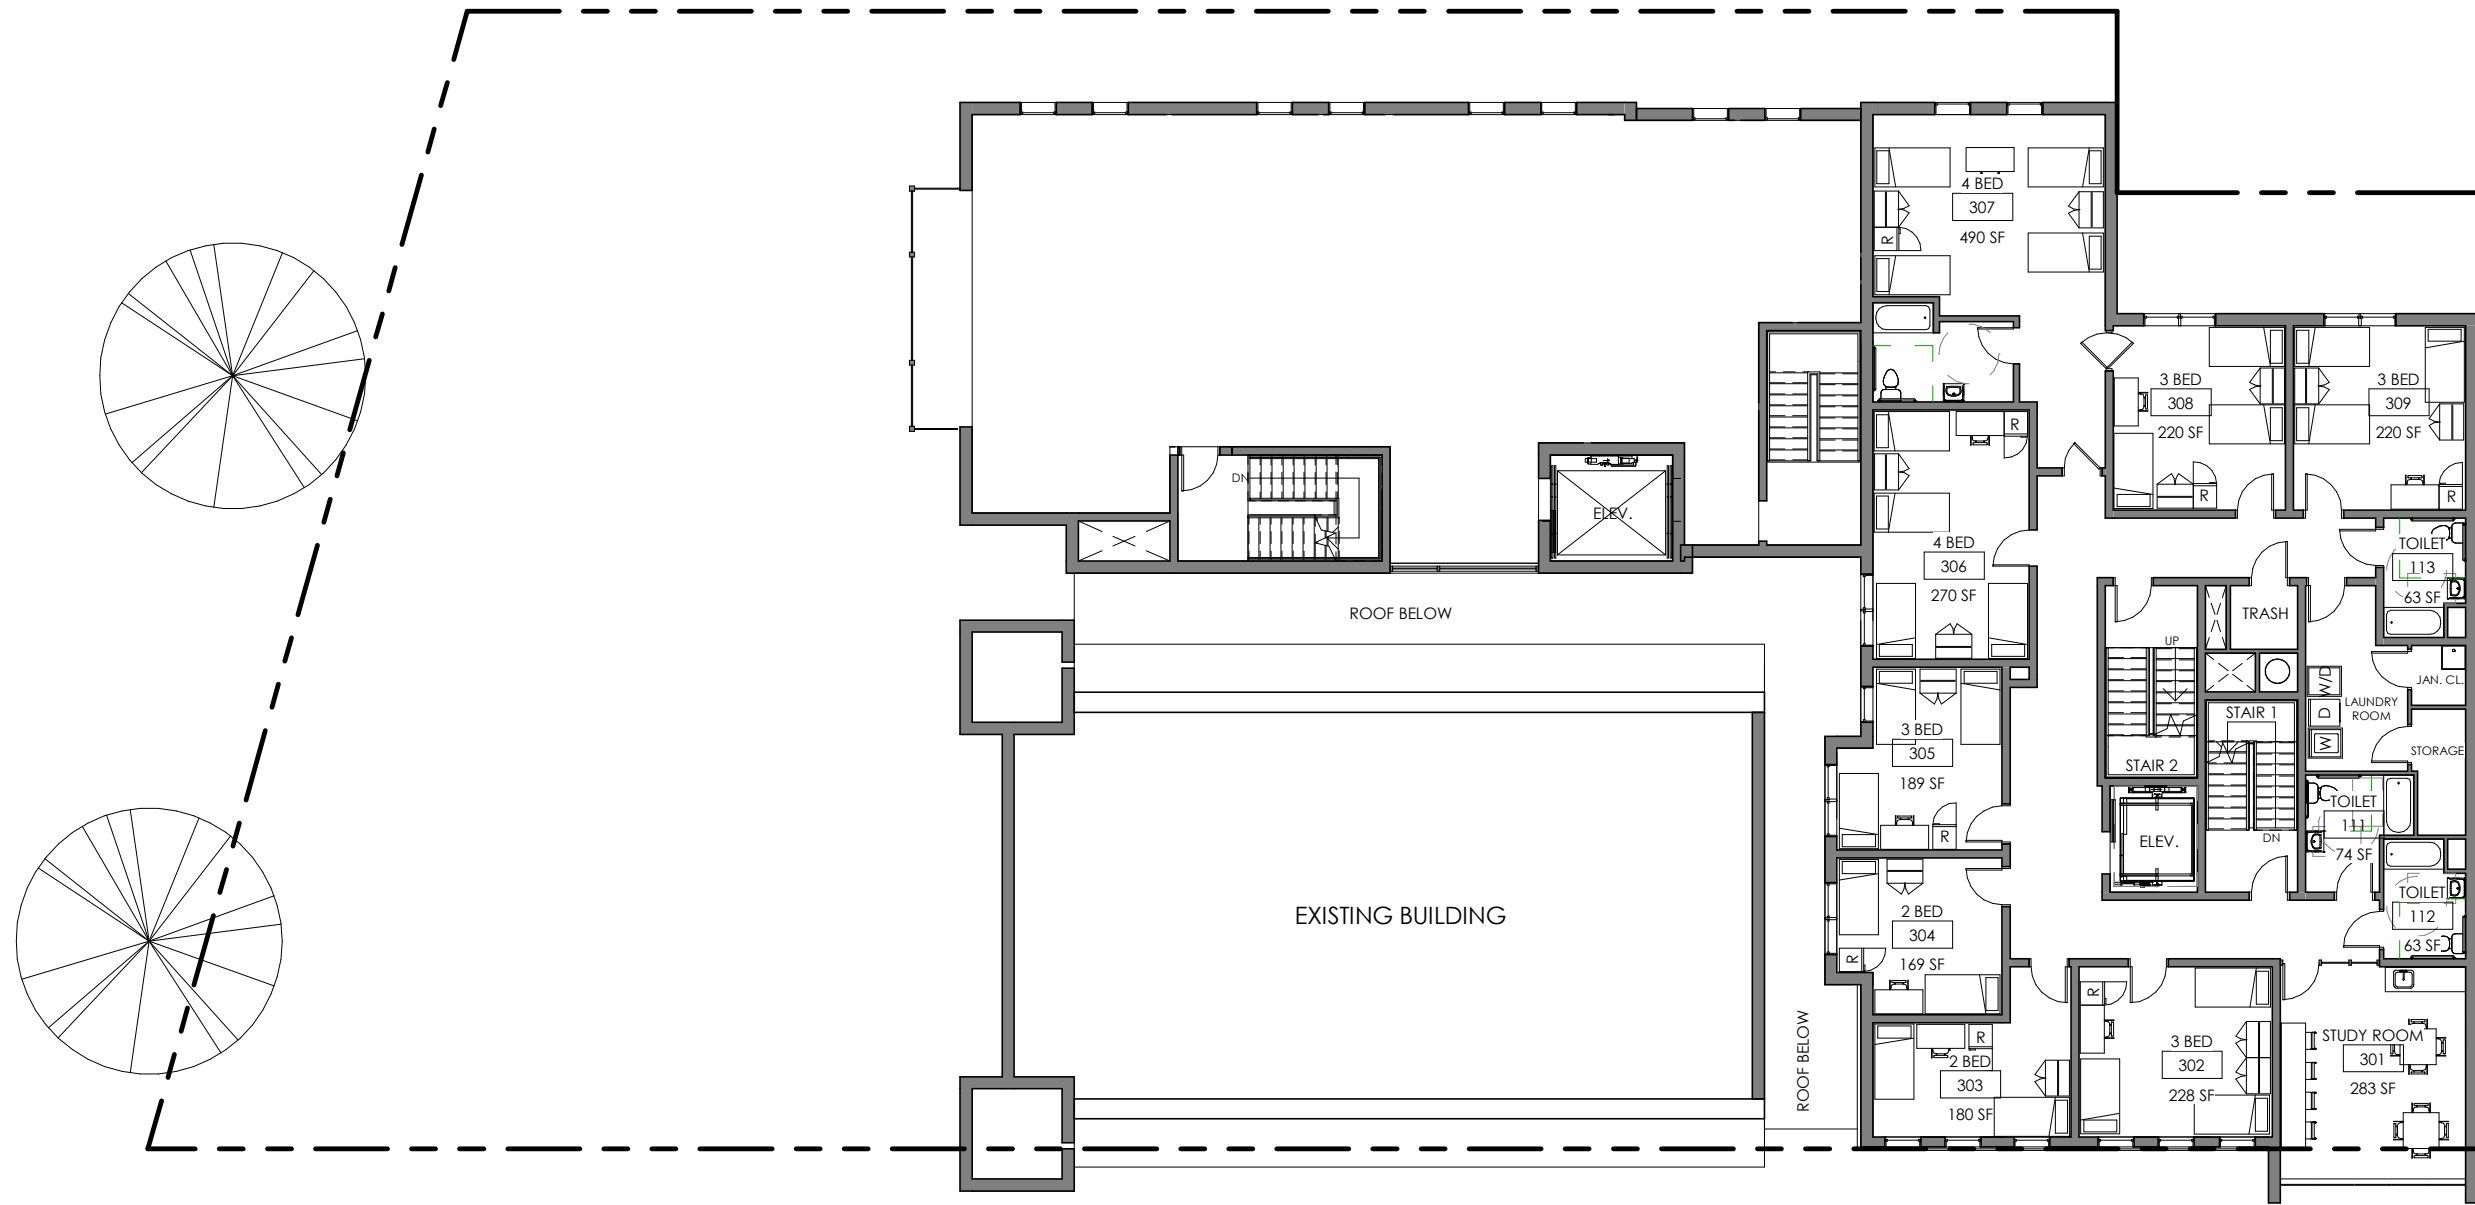 4 BED
307
490 SF
R
3 BED
308
220 SF
R
3 BED
309
220 SF
R
DN
ELEV.
R
4 BED
306
270 SF
TOILET
113
63 SF
ROOF BELOW
TRASH
UP
JAN. CL.
W/D
D
W
LAUNDRY
ROOM
STAIR 1
STORAGE
3 BED
305
189 SF
R
STAIR 2
TOILET
111
74 SF
ELEV.
DN
TOILET
112
63 SF
EXISTING BUILDING
2 BED
304
169 SF
R
ROOF BELOW
R
2 BED
303
180 SF
R
3 BED
302
228 SF
STUDY ROOM
301
283 SF